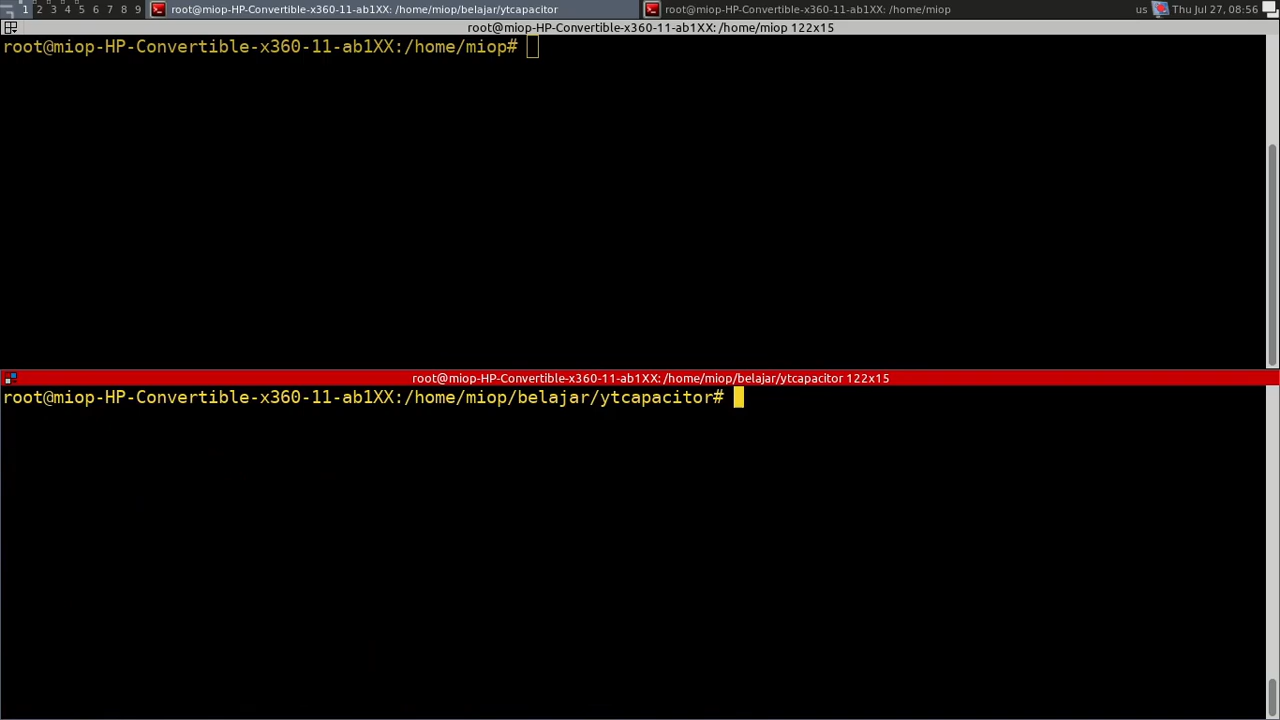 1 2 3 4 5 6 7 8 9 root@miop-HP-Convertible-x360-11-ab1XX: /home/miop/belajar/ytcapacitor root@miop-HP-Convertible-x360-11-ab1XX: /home/miop us Thu Jul 27, 08:56
root@miop-HP-Convertible-x360-11-ab1XX: /home/miop 122x15
root@miop-HP-Convertible-x360-11-ab1XX:/home/miop#
root@miop-HP-Convertible-x360-11-ab1XX: /home/miop/belajar/ytcapacitor 122x15
root@miop-HP-Convertible-x360-11-ab1XX:/home/miop/belajar/ytcapacitor#